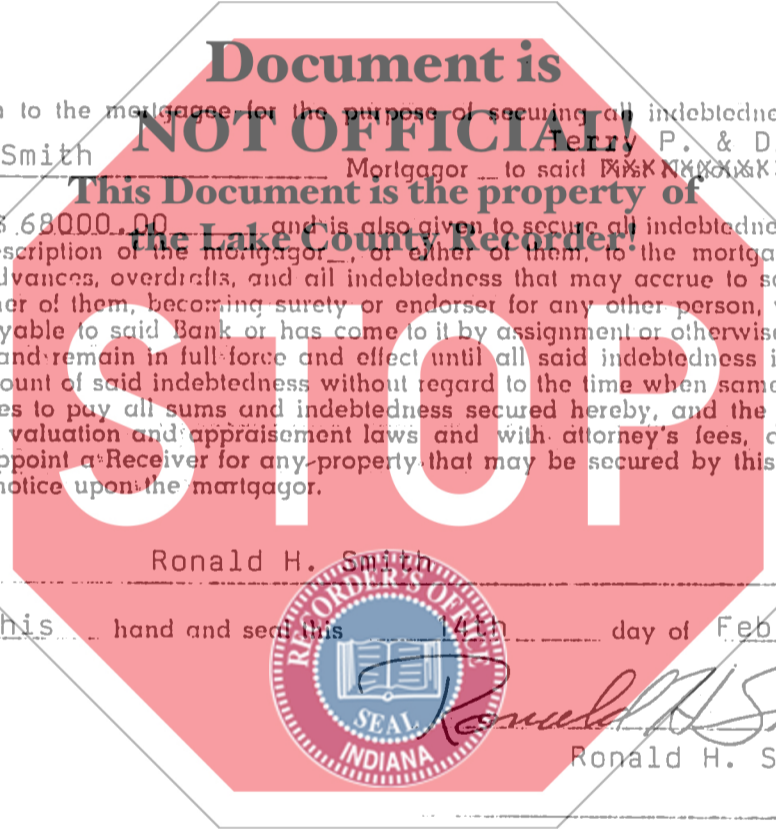 Document is
n to the mortgagee for the purpose of securing all indebtedne
NOT OFFICIAL!
Terry P. & D
Smith Mortgagor to said
This Document is the property of
68000.00 and is also given to secure all indebtedne
the Lake County Recorder!
scription of the mortgagor, or either of them, to the mortga
dvances, overdrafts, and all indebtedness that may accrue to s
er of them, becoming surety or endorser for any other person,
yable to said Bank or has come to it by assignment or otherwise
and remain in full force and effect until all said indebtedness i
ount of said indebtedness without regard to the time when same
es to pay all sums and indebtedness secured hereby, and the
valuation and appraisement laws and with attorney's fees,
ppoint a Receiver for any property that may be secured by this
notice upon the martgagor.
STOP
Ronald H. Smith
RECORDER'S OFFICE
his hand and seal this 14th day of Feb
SEAL
INDIANA
Ronald H S
Ronald H. S